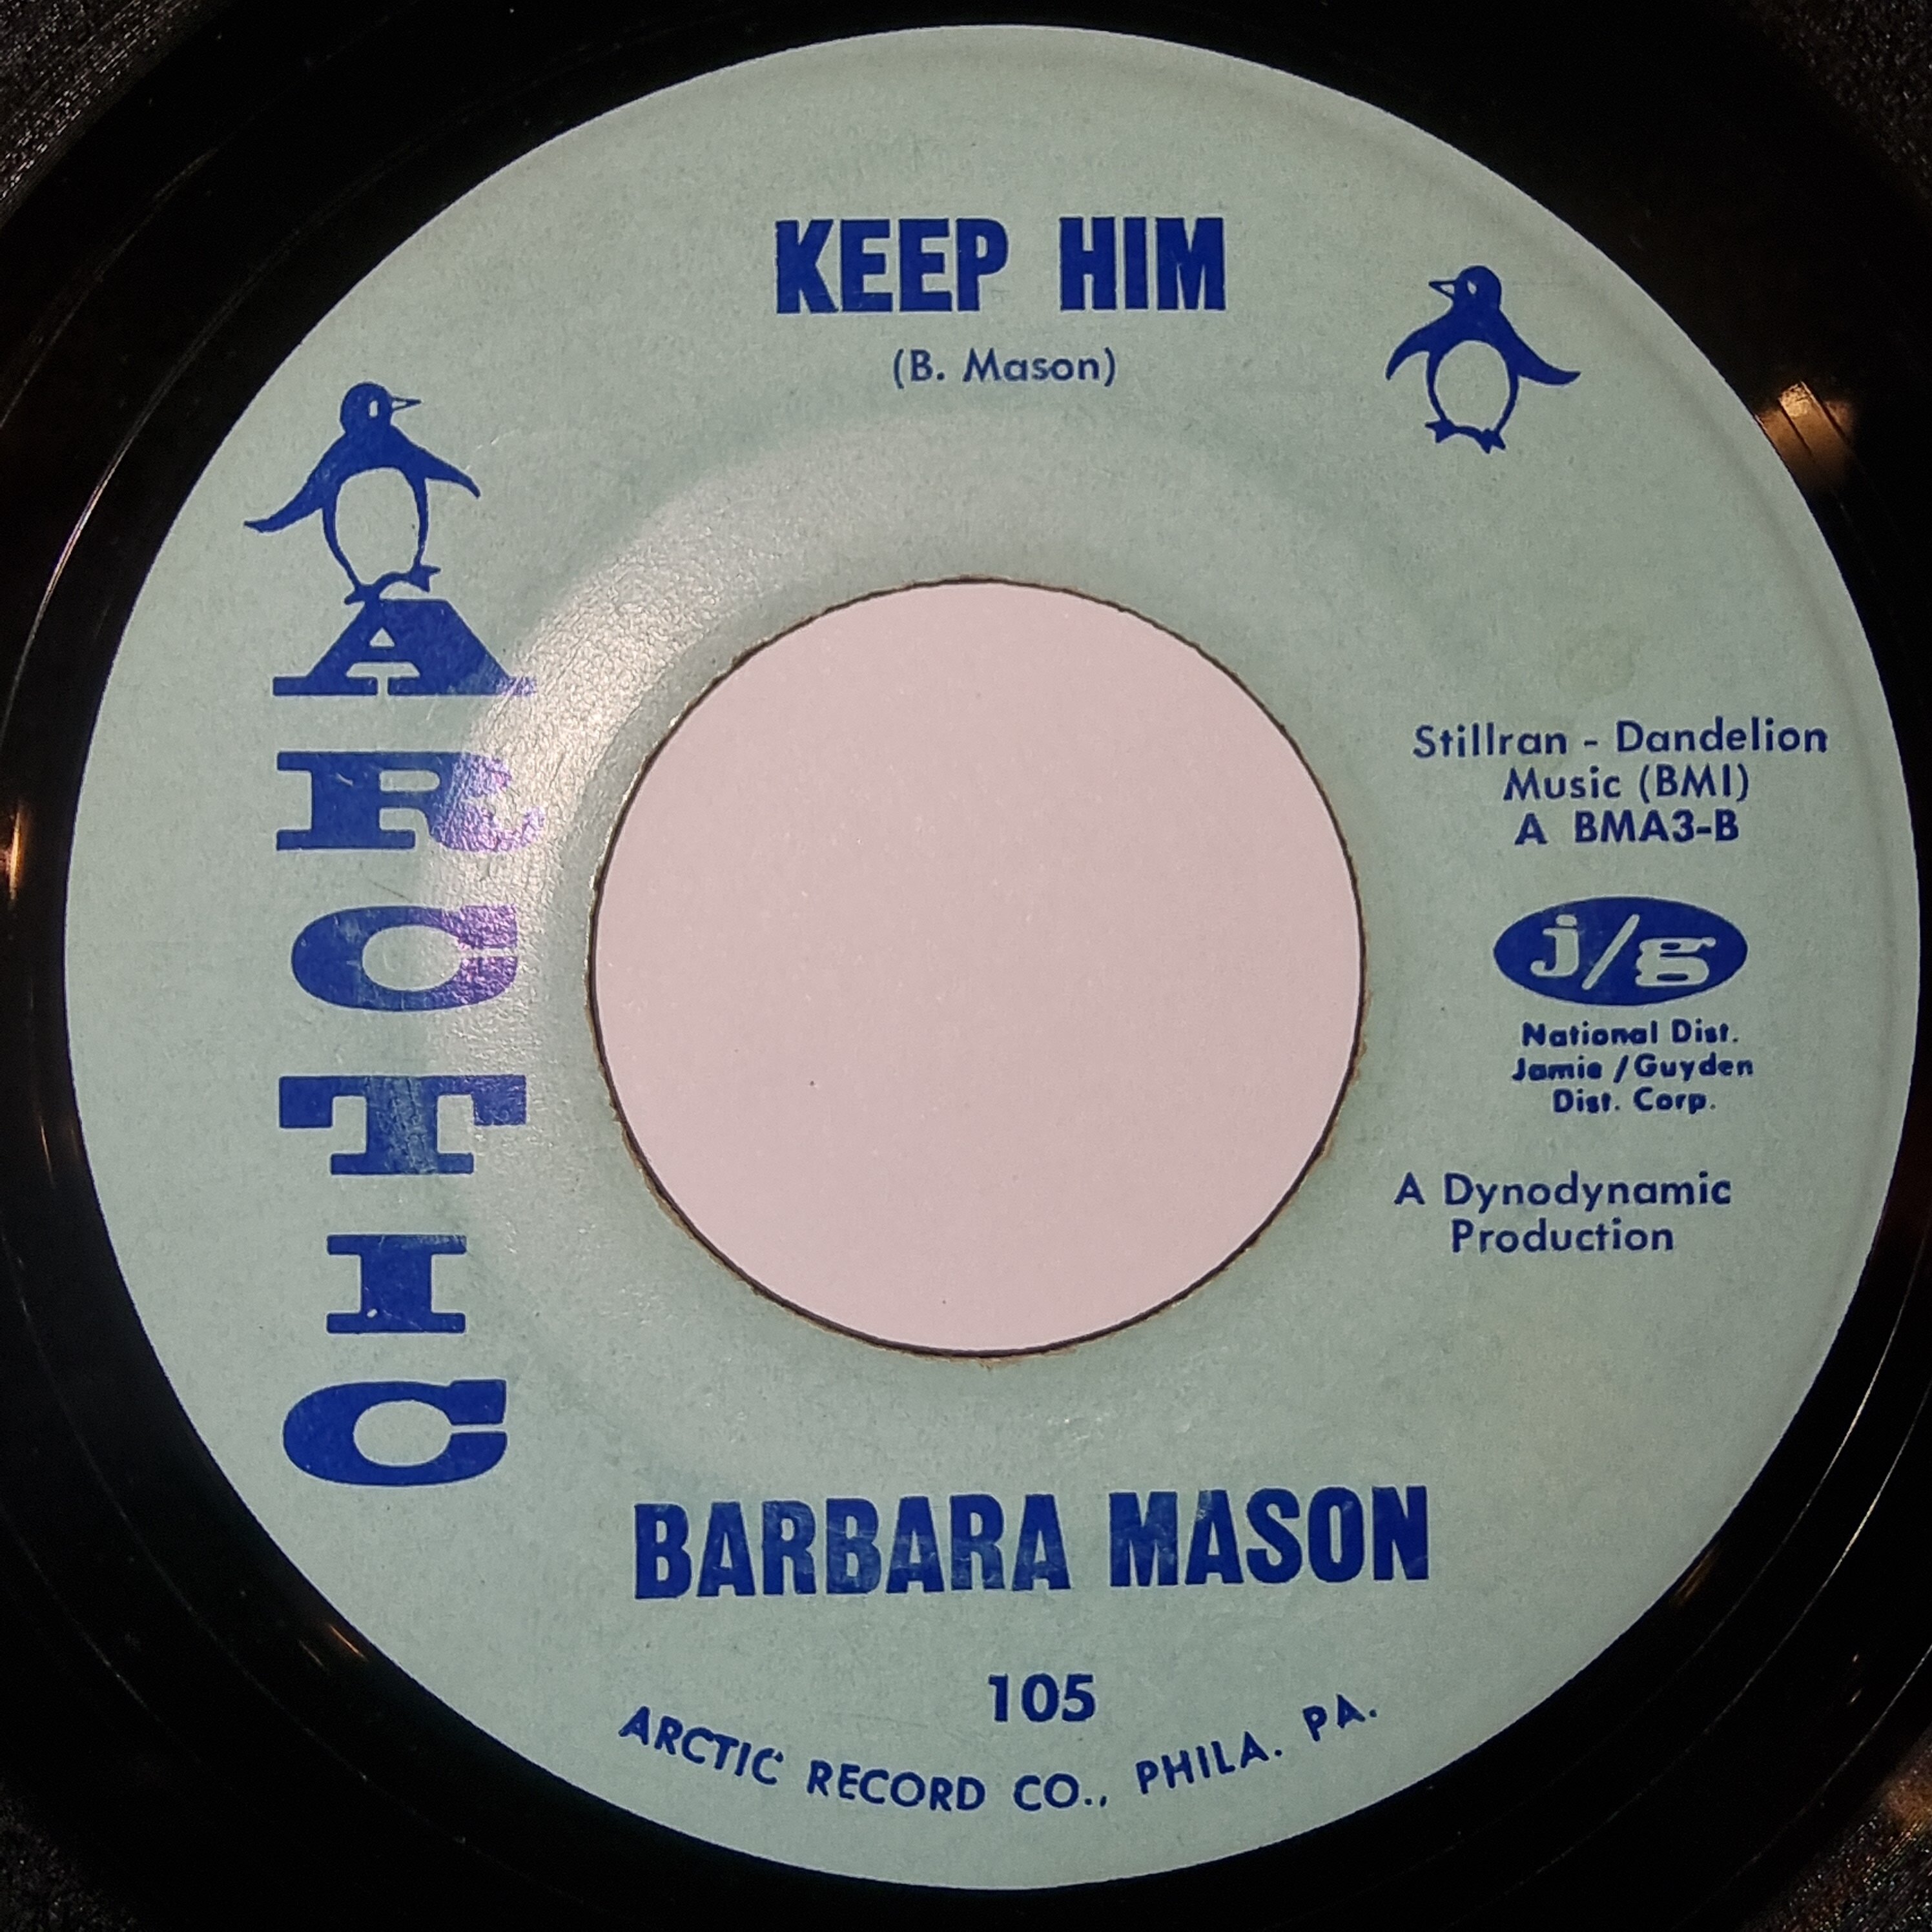 KEEP HIM
(B. Mason)
ARCTIC
Stillran - Dandelion
Music (BMI)
A BMA3-B
j/g
National Dist.
Jamie / Guyden
Dist. Corp.
A Dynodynamic
Production
BARBARA MASON
105
ARCTIC RECORD CO., PHILA. PA.